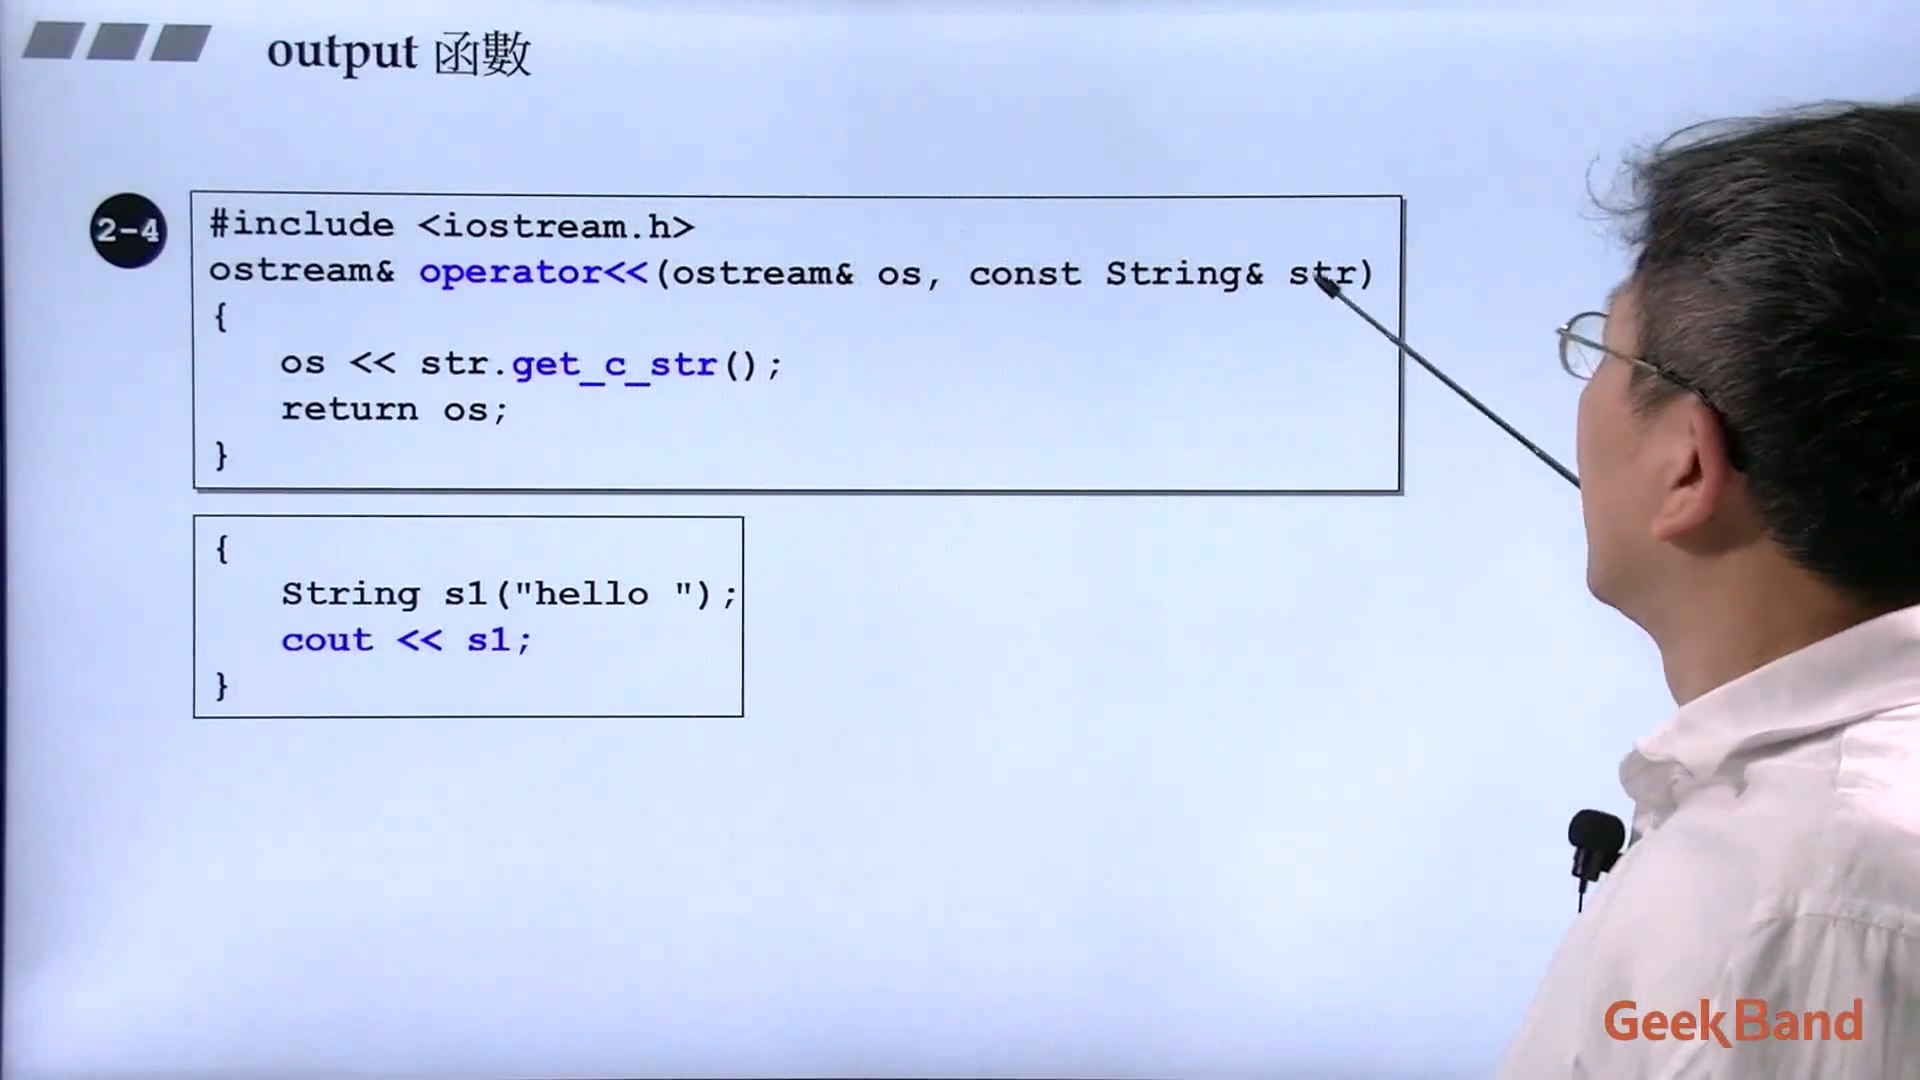 output 函數
2-4
#include <iostream.h>
ostream& operator<<(ostream& os, const String& str)
{
   os << str.get_c_str();
   return os;
}
{
   String s1("hello ");
   cout << s1;
}
GeekBand